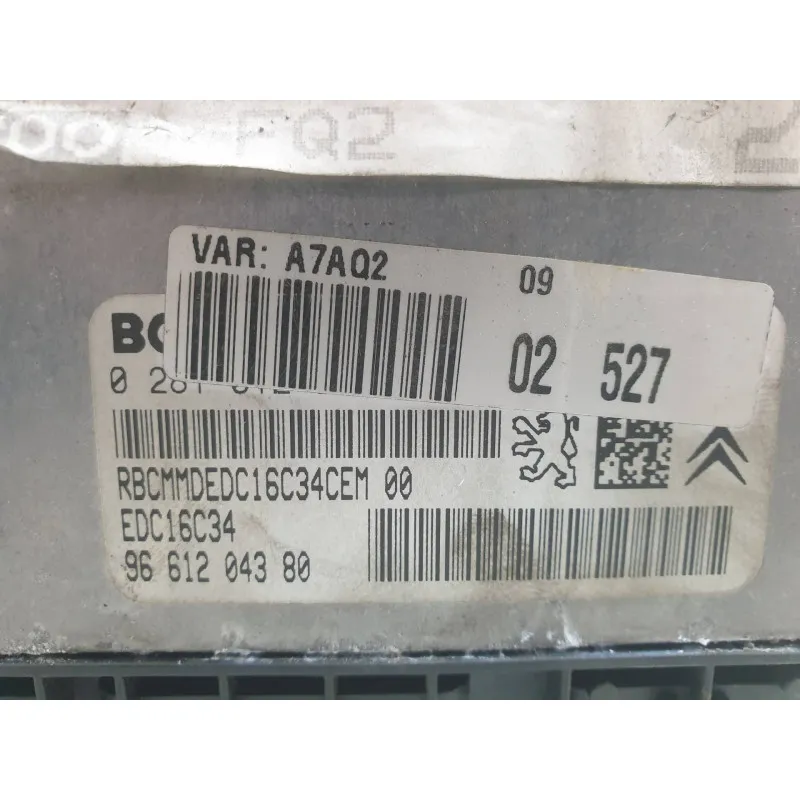 FQ2
VAR: A7AQ2
09
02 527
RBCMMDEDC16C34CEM 00
EDC16C34
96 612 043 80